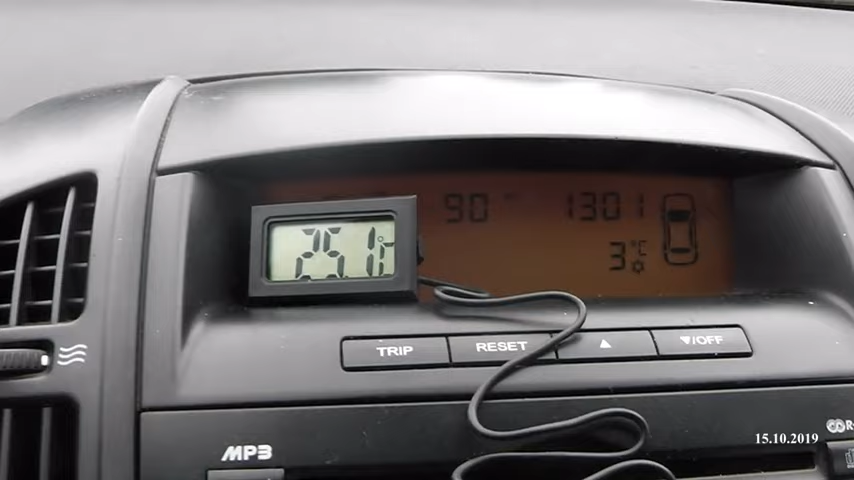 90 1301
25.1°C
3°C
TRIP RESET ▲ ▼/OFF
15.10.2019
MP3